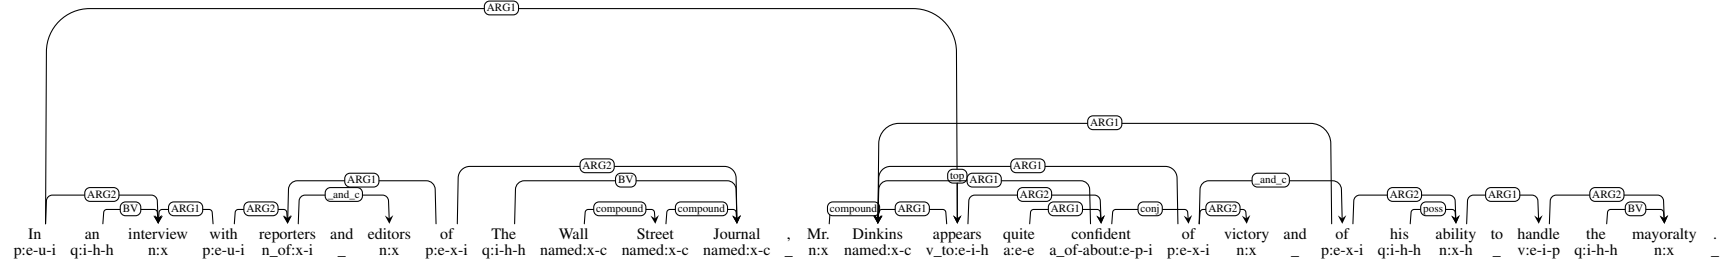 ARG1
ARG1
ARG2 ARG1
ARG1 BV top ARG1 _and_c
ARG2 _and_c ARG2 ARG2 ARG1 ARG2
BV ARG1 ARG2 compound compound compound ARG1 ARG1 conj ARG2 poss BV
In an interview with reporters and editors of The Wall Street Journal , Mr. Dinkins appears quite confident of victory and of his ability to handle the mayoralty .
p:e-u-i q:i-h-h n:x p:e-u-i n_of:x-i _ n:x p:e-x-i q:i-h-h named:x-c named:x-c named:x-c _ n:x named:x-c v_to:e-i-h a:e-e a_of-about:e-p-i p:e-x-i n:x _ p:e-x-i q:i-h-h n:x-h _ v:e-i-p q:i-h-h n:x _